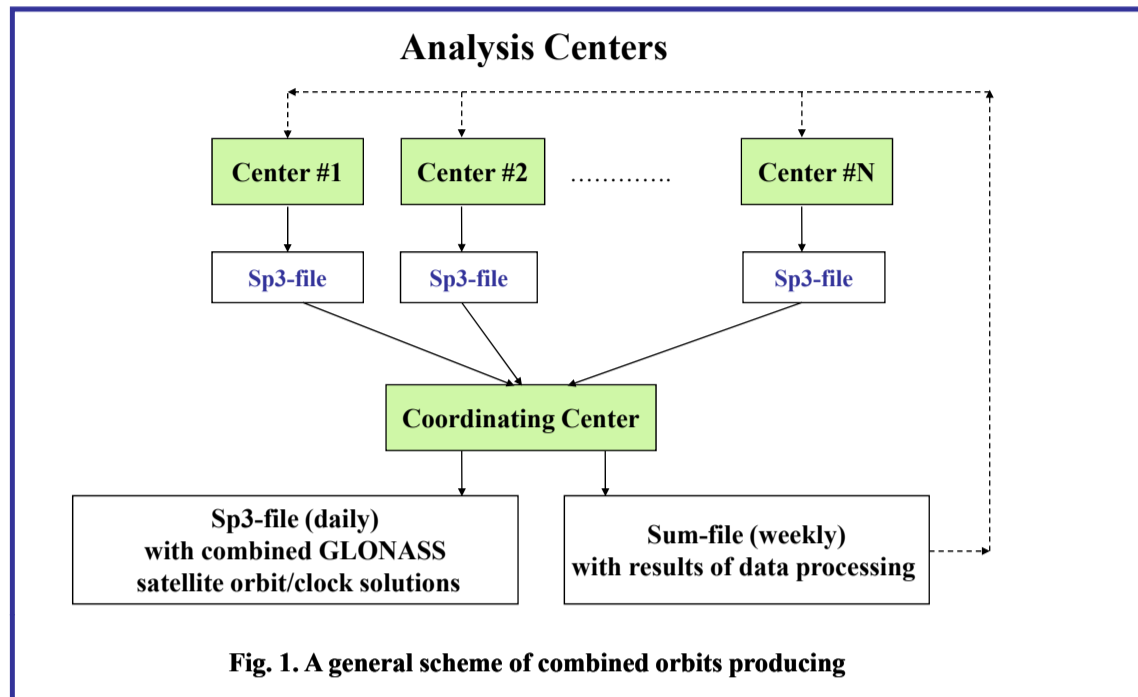 Analysis Centers
Center #1
Center #2
.............
Center #N
Sp3-file
Sp3-file
Sp3-file
Coordinating Center
Sp3-file (daily)
with combined GLONASS
satellite orbit/clock solutions
Sum-file (weekly)
with results of data processing
Fig. 1. A general scheme of combined orbits producing